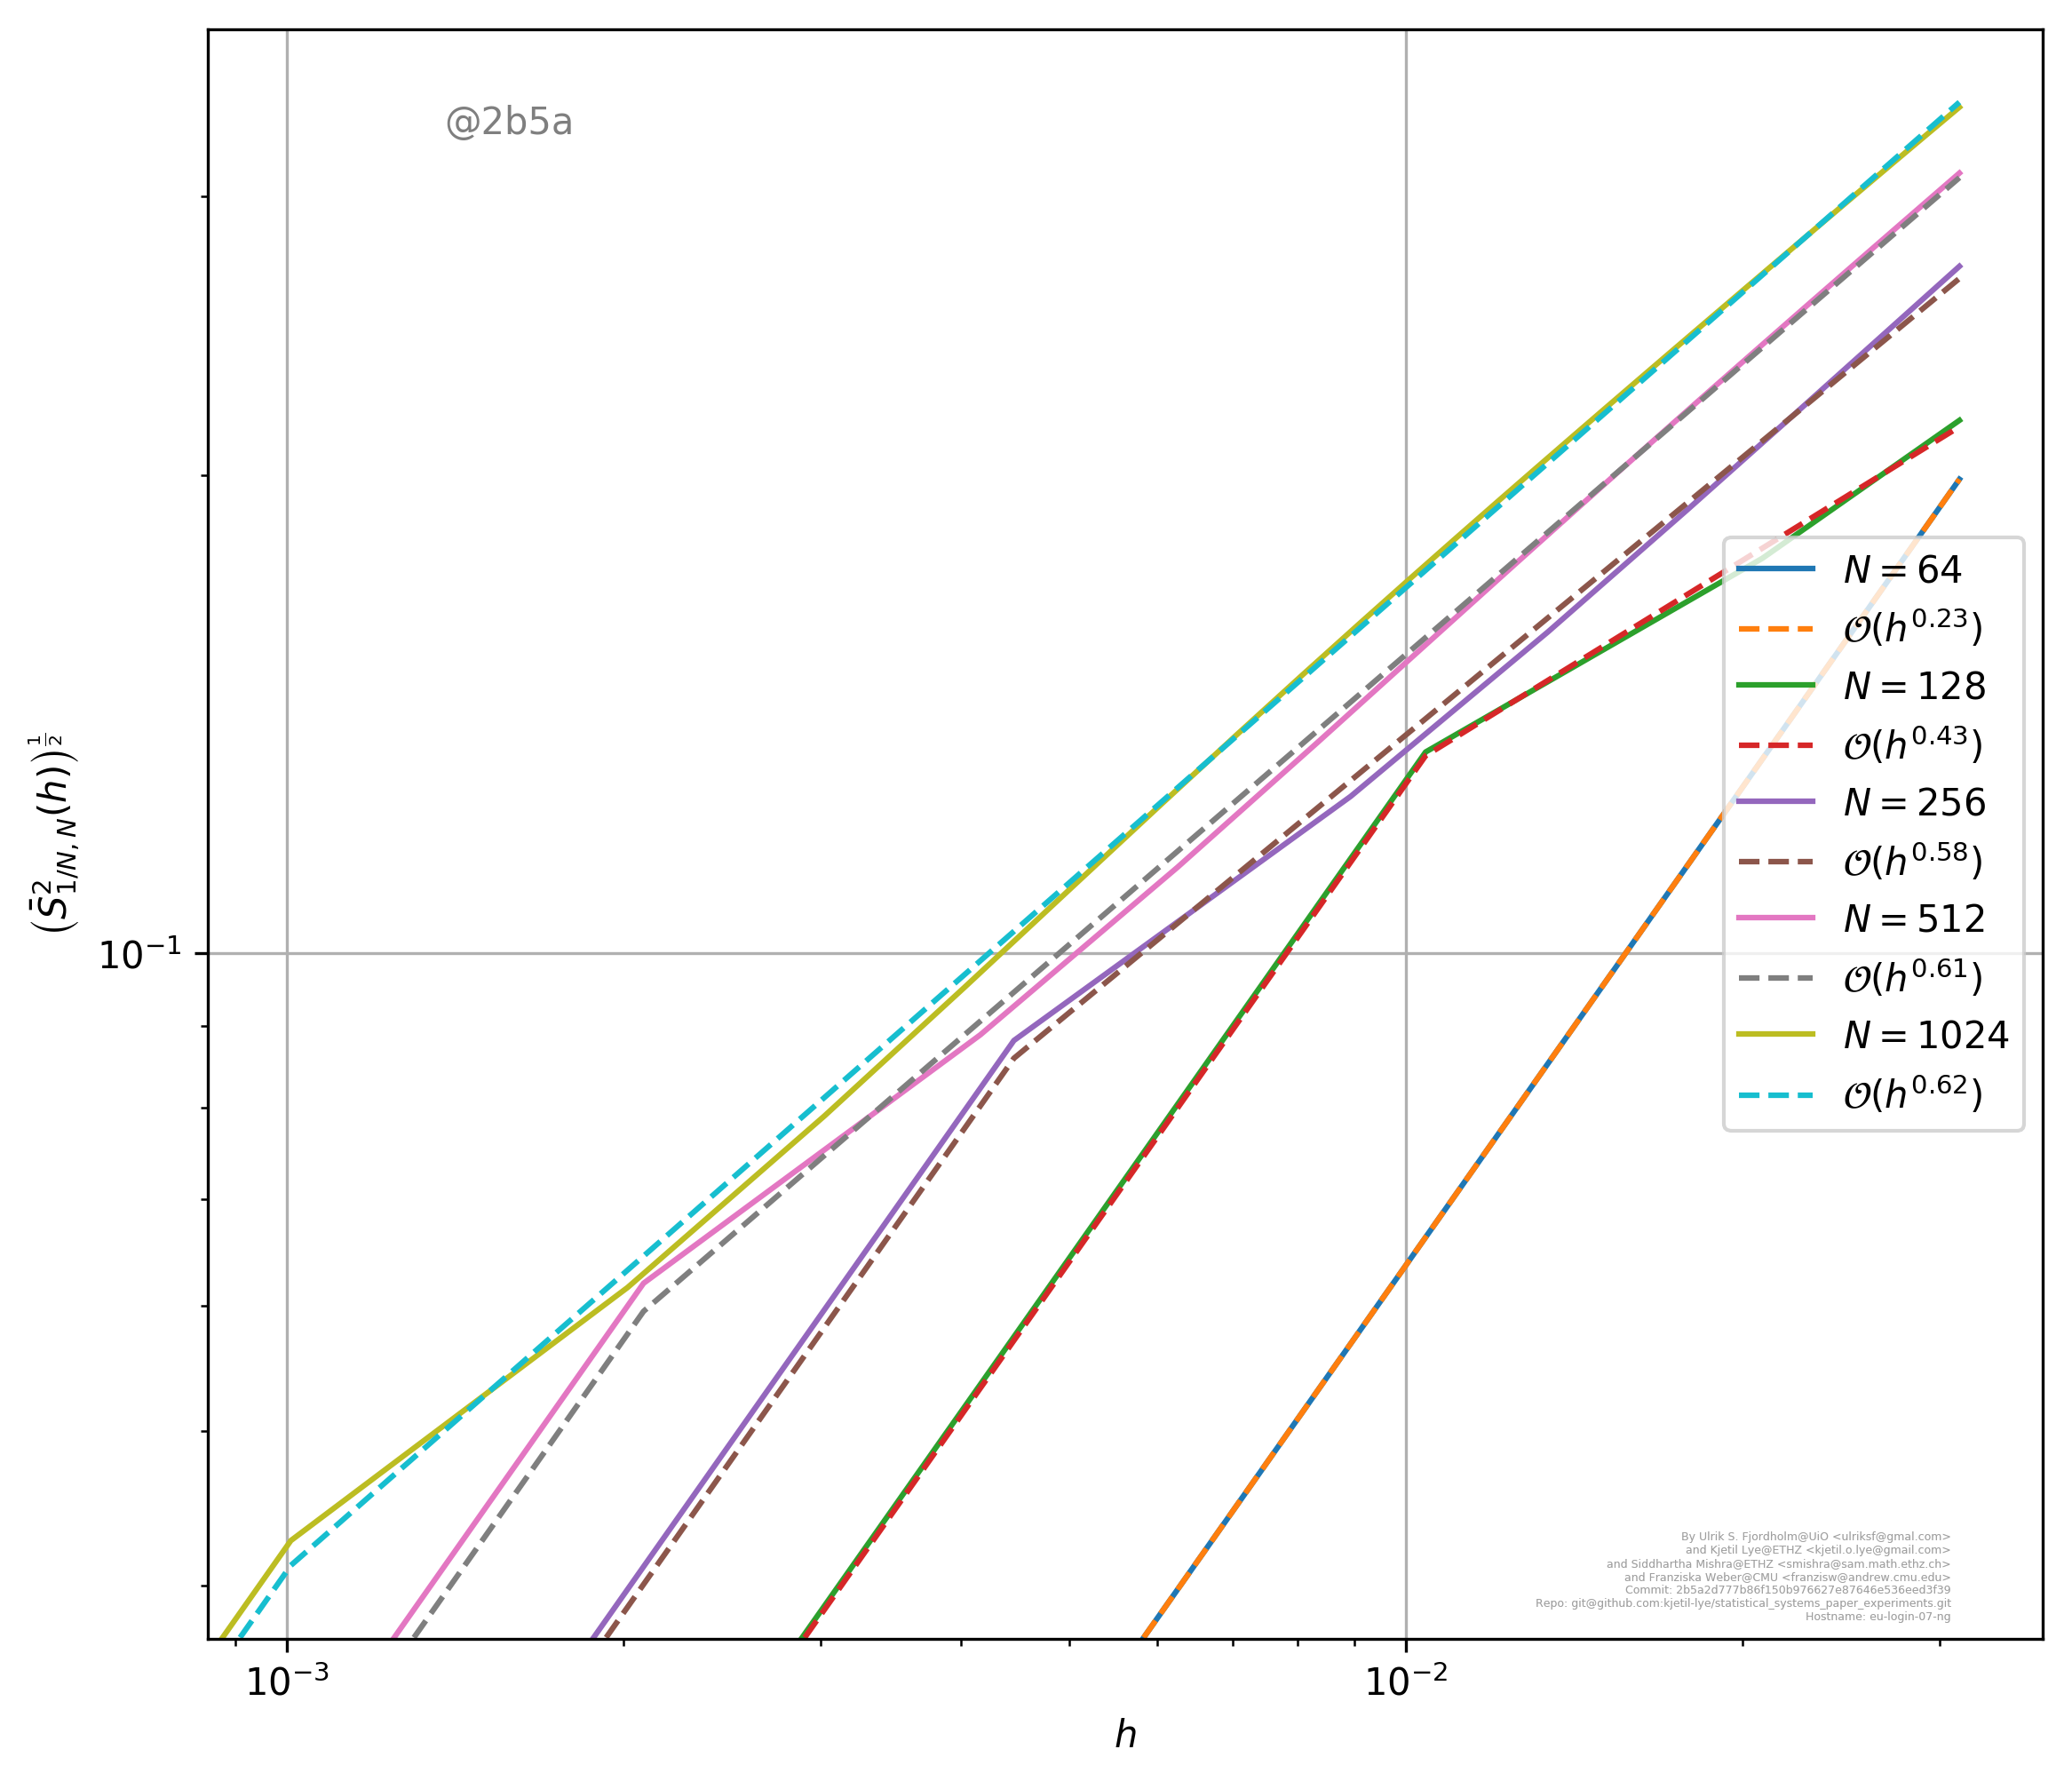 @2b5a
(S̄²₁/N, N(h))^½
10⁻¹
10⁻³
10⁻²
h
N = 64
𝒪(h^0.23)
N = 128
𝒪(h^0.43)
N = 256
𝒪(h^0.58)
N = 512
𝒪(h^0.61)
N = 1024
𝒪(h^0.62)
By Ulrik S. Fjordholm@UiO <ulriksf@gmal.com>
and Kjetil Lye@ETHZ <kjetil.o.lye@gmail.com>
and Siddhartha Mishra@ETHZ <smishra@sam.math.ethz.ch>
and Franziska Weber@CMU <franzisw@andrew.cmu.edu>
Commit: 2b5a2d777b86f150b976627e87646e536eed3f39
Repo: git@github.com:kjetil-lye/statistical_systems_paper_experiments.git
Hostname: eu-login-07-ng